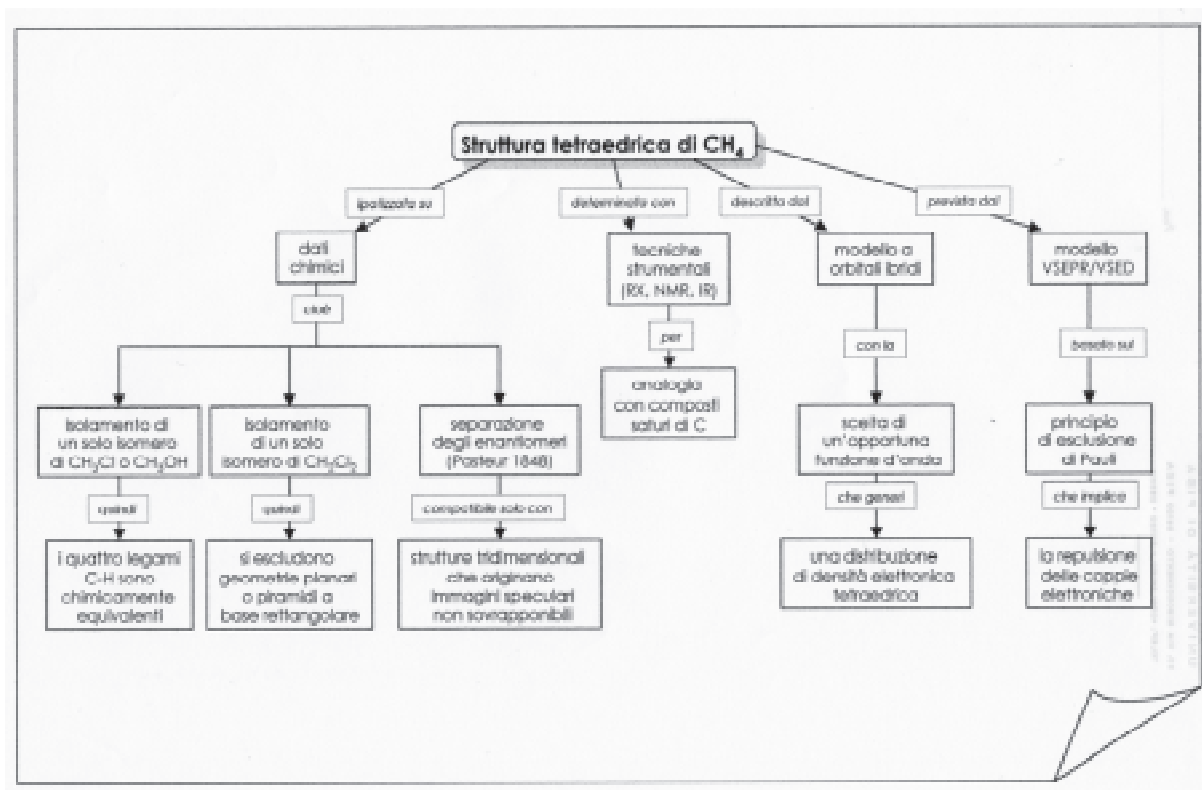 Struttura tetraedrica di CH4
ipotizzata su
determinata con
descritta dal
prevista dal
dati
chimici
tecniche
strumentali
(RX, NMR, IR)
modello a
orbitali ibridi
modello
VSEPR/VSED
cioè
per
con la
basato sul
analogia
con composti
saturi di C
isolamento di
un solo isomero
di CH3Cl o CH3OH
isolamento
di un solo
isomero di CH2Cl2
separazione
degli enantiomeri
(Pasteur 1848)
scelta di
un'opportuna
funzione d'onda
principio
di esclusione
di Pauli
quindi
quindi
compatibile solo con
che generi
che implica
i quattro legami
C-H sono
chimicamente
equivalenti
si escludono
geometrie planari
o piramidi a
base rettangolare
strutture tridimensionali
che originano
immagini speculari
non sovrapponibili
una distribuzione
di densità elettronica
tetraedrica
la repulsione
delle coppie
elettroniche